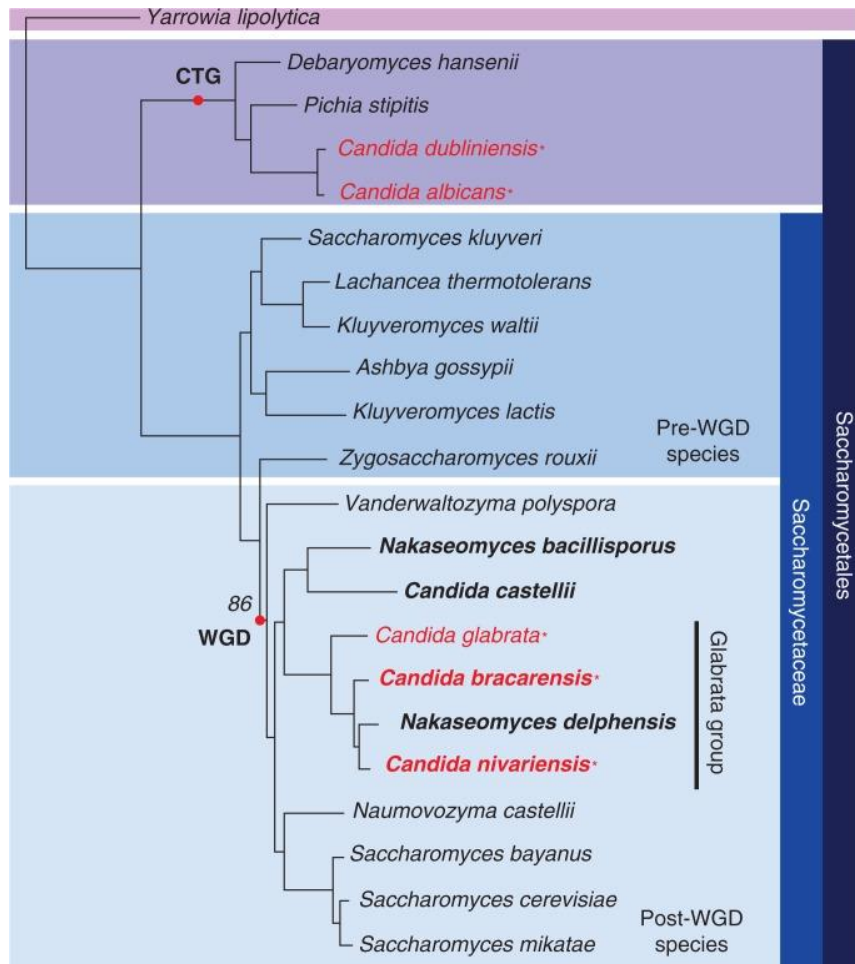 Yarrowia lipolytica
CTG
Debaryomyces hansenii
Pichia stipitis
Candida dubliniensis*
Candida albicans*
Saccharomyces kluyveri
Lachancea thermotolerans
Kluyveromyces waltii
Ashbya gossypii
Kluyveromyces lactis
Pre-WGD
species
Zygosaccharomyces rouxii
Vanderwaltozyma polyspora
Nakaseomyces bacillisporus
Candida castellii
86
WGD
Candida glabrata*
Candida bracarensis*
Nakaseomyces delphensis
Candida nivariensis*
Glabrata group
Naumovozyma castellii
Saccharomyces bayanus
Saccharomyces cerevisiae
Saccharomyces mikatae
Post-WGD
species
Saccharomycetaceae
Saccharomycetales